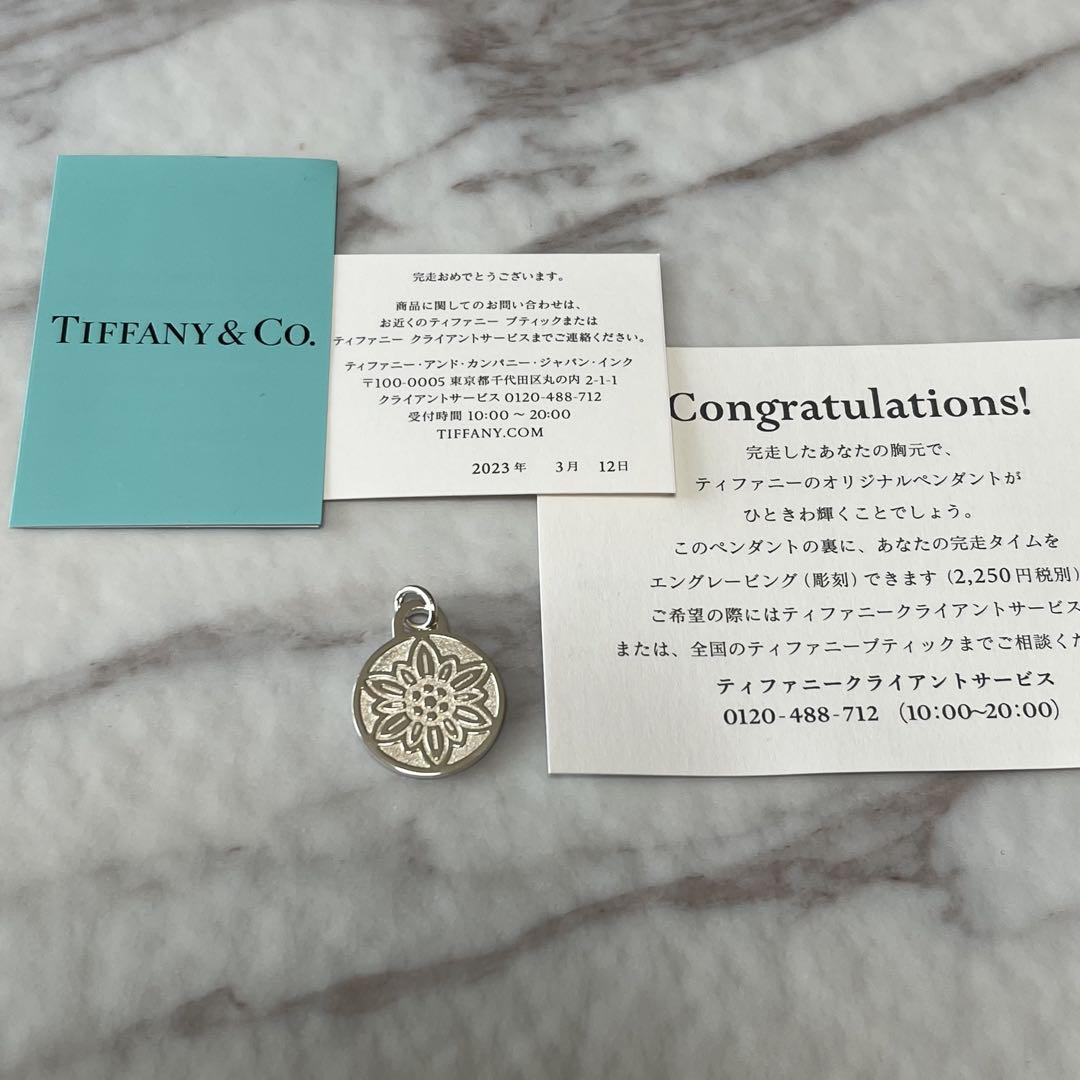 TIFFANY & CO.
完走おめでとうございます。
商品に関してのお問い合わせは、
お近くのティファニー ブティックまたは
ティファニー クライアントサービスまでご連絡ください。
ティファニー・アンド・カンパニー・ジャパン・インク
〒100-0005 東京都千代田区丸の内 2-1-1
クライアントサービス 0120-488-712
受付時間 10:00 ～ 20:00
TIFFANY.COM
2023年 3月 12日
Congratulations!
完走したあなたの胸元で、
ティファニーのオリジナルペンダントが
ひときわ輝くことでしょう。
このペンダントの裏に、あなたの完走タイムを
エングレービング（彫刻）できます（2,250円税別）
ご希望の際にはティファニークライアントサービス
または、全国のティファニーブティックまでご相談くだ
ティファニークライアントサービス
0120-488-712 （10:00～20:00）